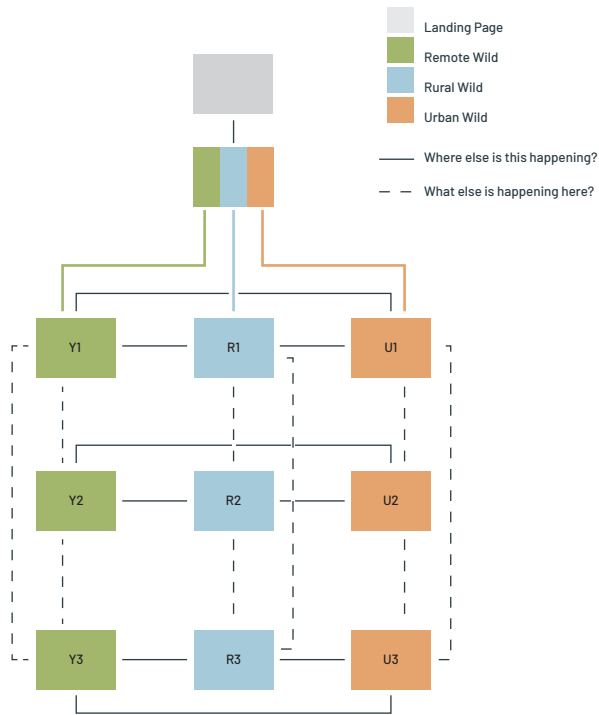 Landing Page
Remote Wild
Rural Wild
Urban Wild
Where else is this happening?
What else is happening here?
Y1
R1
U1
Y2
R2
U2
Y3
R3
U3